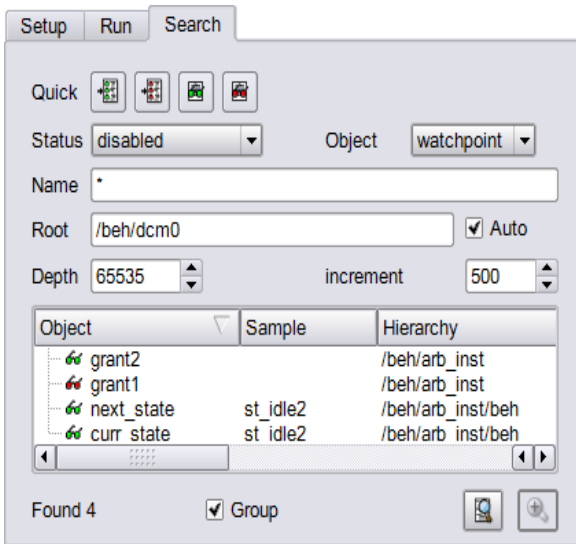 Setup Run Search
Quick
Status disabled Object watchpoint
Name *
Root /beh/dcm0 Auto
Depth 65535 increment 500
Object Sample Hierarchy
grant2 /beh/arb_inst
grant1 /beh/arb_inst
next_state st_idle2 /beh/arb_inst/beh
curr_state st_idle2 /beh/arb_inst/beh
Found 4 Group